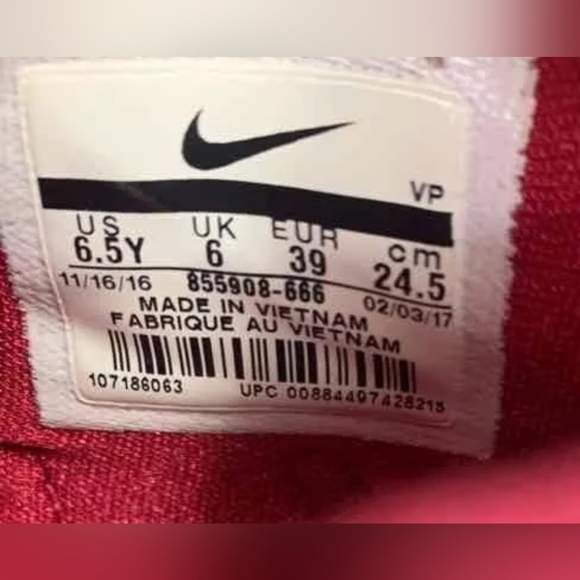 VP
US UK EUR cm
6.5Y 6 39 24.5
11/16/16 855908-666 02/03/17
MADE IN VIETNAM
FABRIQUE AU VIETNAM
107186063 UPC 00884497428215